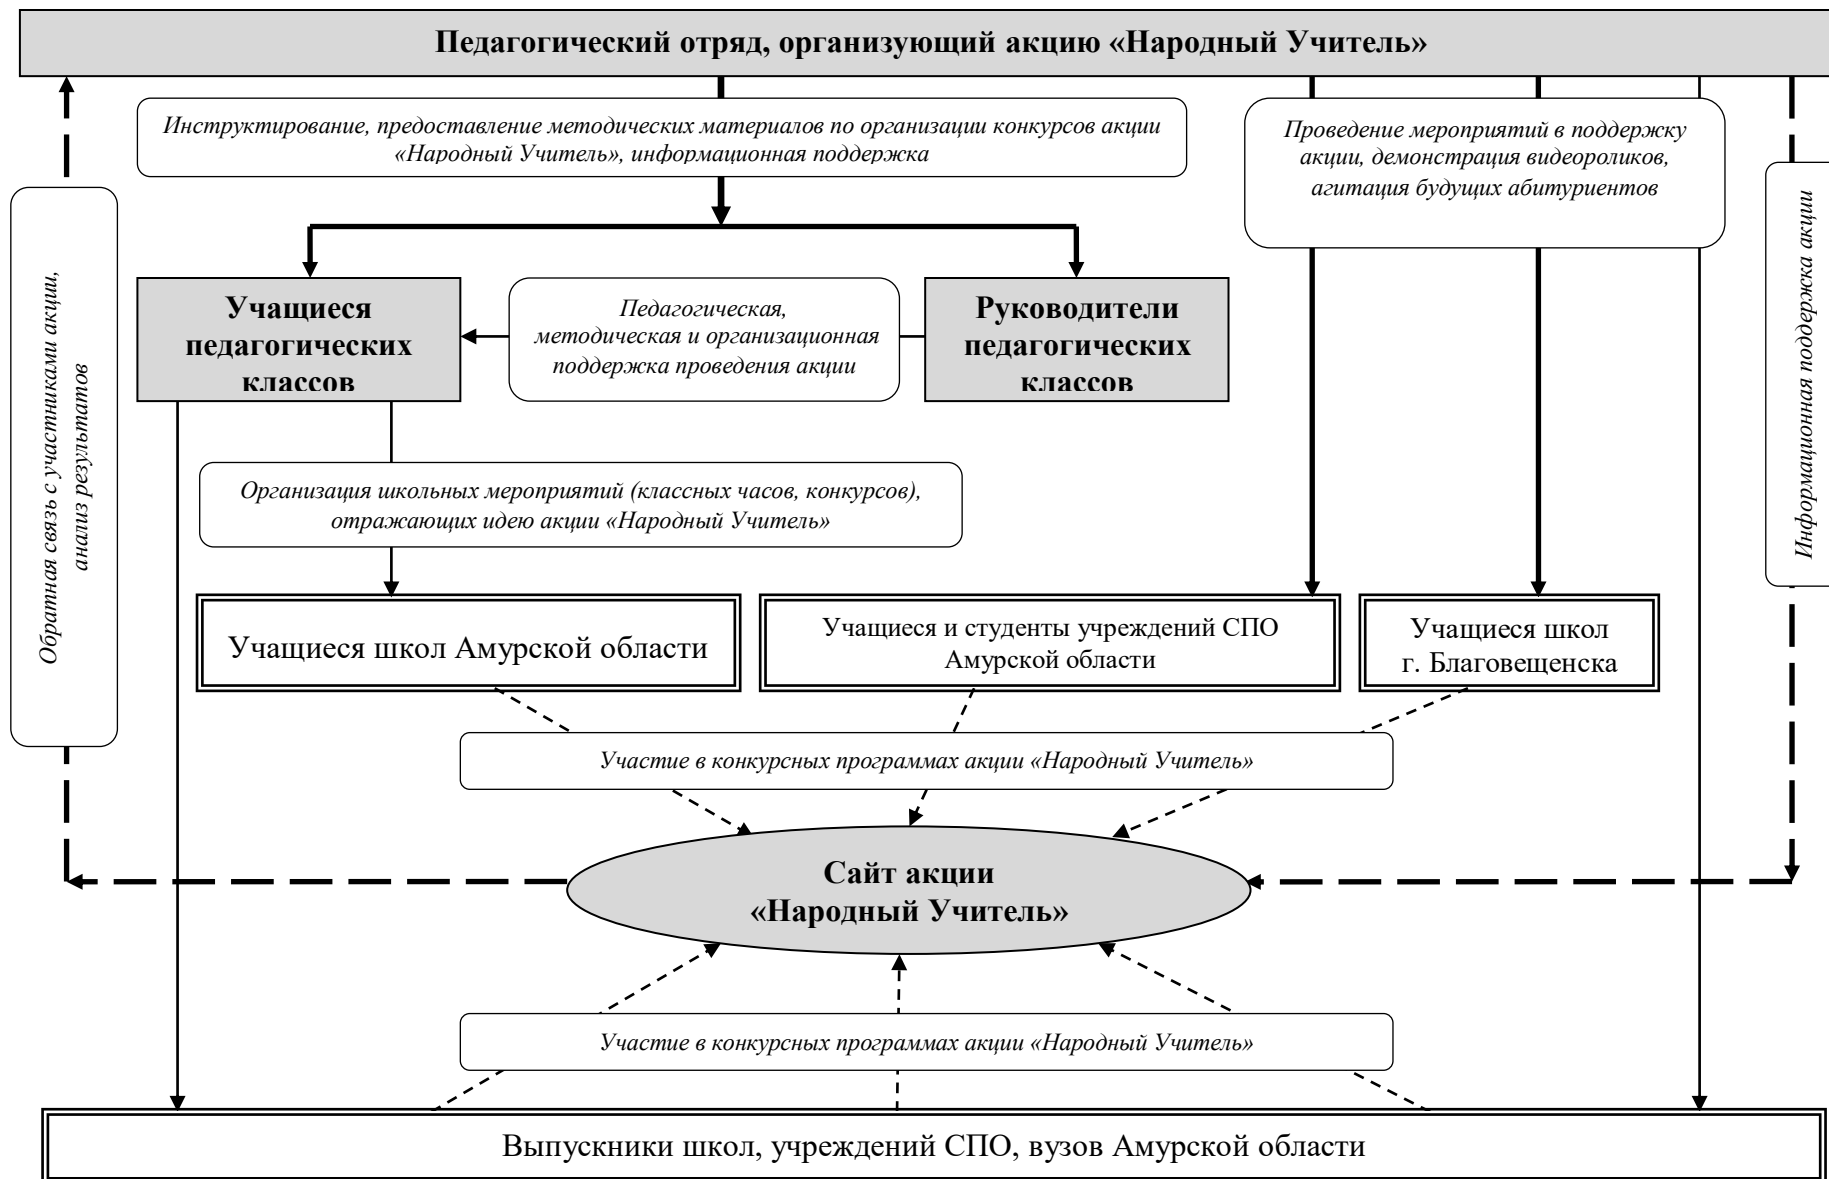 Педагогический отряд, организующий акцию «Народный Учитель»
Инструктирование, предоставление методических материалов по организации конкурсов акции
«Народный Учитель», информационная поддержка
Проведение мероприятий в поддержку
акции, демонстрация видеороликов,
агитация будущих абитуриентов
Обратная связь с участниками акции,
анализ результатов
Информационная поддержка акции
Учащиеся
педагогических
классов
Педагогическая,
методическая и организационная
поддержка проведения акции
Руководители
педагогических
классов
Организация школьных мероприятий (классных часов, конкурсов),
отражающих идею акции «Народный Учитель»
Учащиеся школ Амурской области
Учащиеся и студенты учреждений СПО
Амурской области
Учащиеся школ
г. Благовещенска
Участие в конкурсных программах акции «Народный Учитель»
Сайт акции
«Народный Учитель»
Участие в конкурсных программах акции «Народный Учитель»
Выпускники школ, учреждений СПО, вузов Амурской области